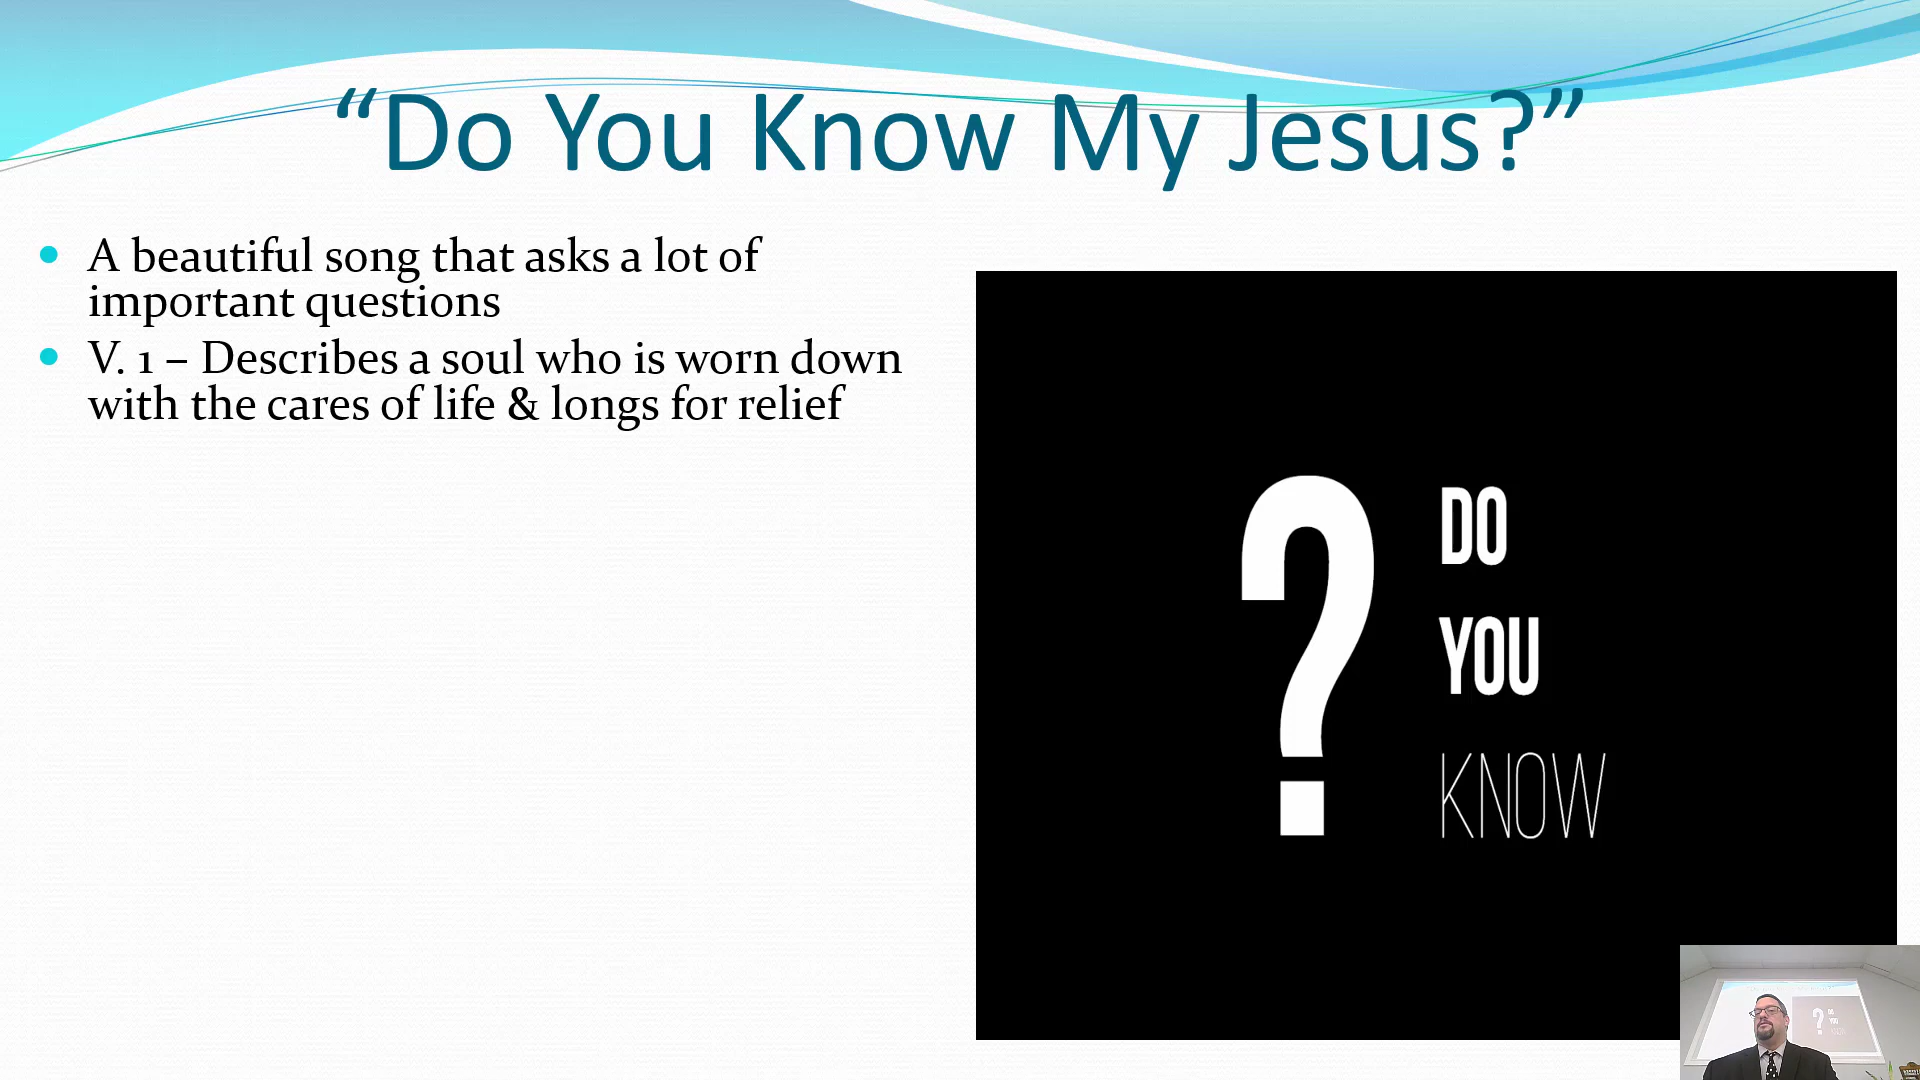 “Do You Know My Jesus?”
• A beautiful song that asks a lot of
important questions
• V. 1 – Describes a soul who is worn down
with the cares of life & longs for relief
?
DO
YOU
KNOW